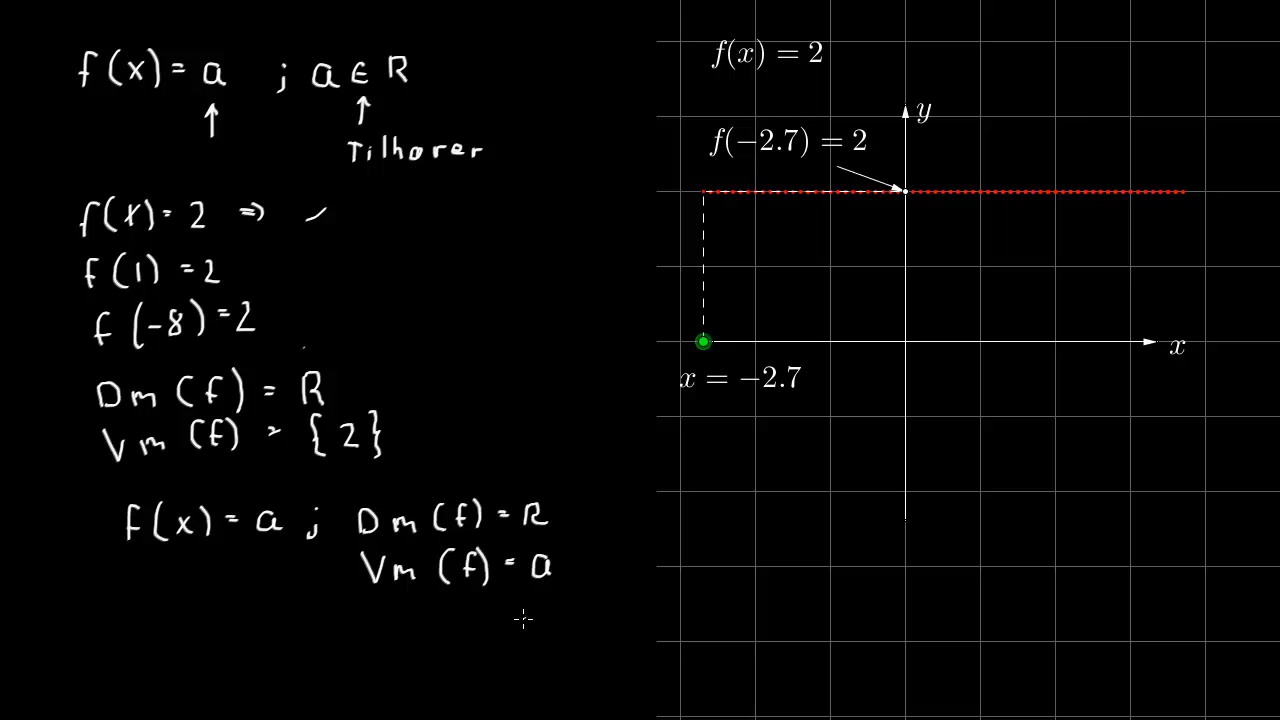 f(x) = a ; a ∈ R
↑ ↑
Tilhører
f(x) = 2 ⇒
f(1) = 2
f(-8) = 2
Dm(f) = R
Vm(f) = {2}
f(x) = a ; Dm(f) = R
Vm(f) = a
f(x) = 2
y
f(−2.7) = 2
x
x = −2.7